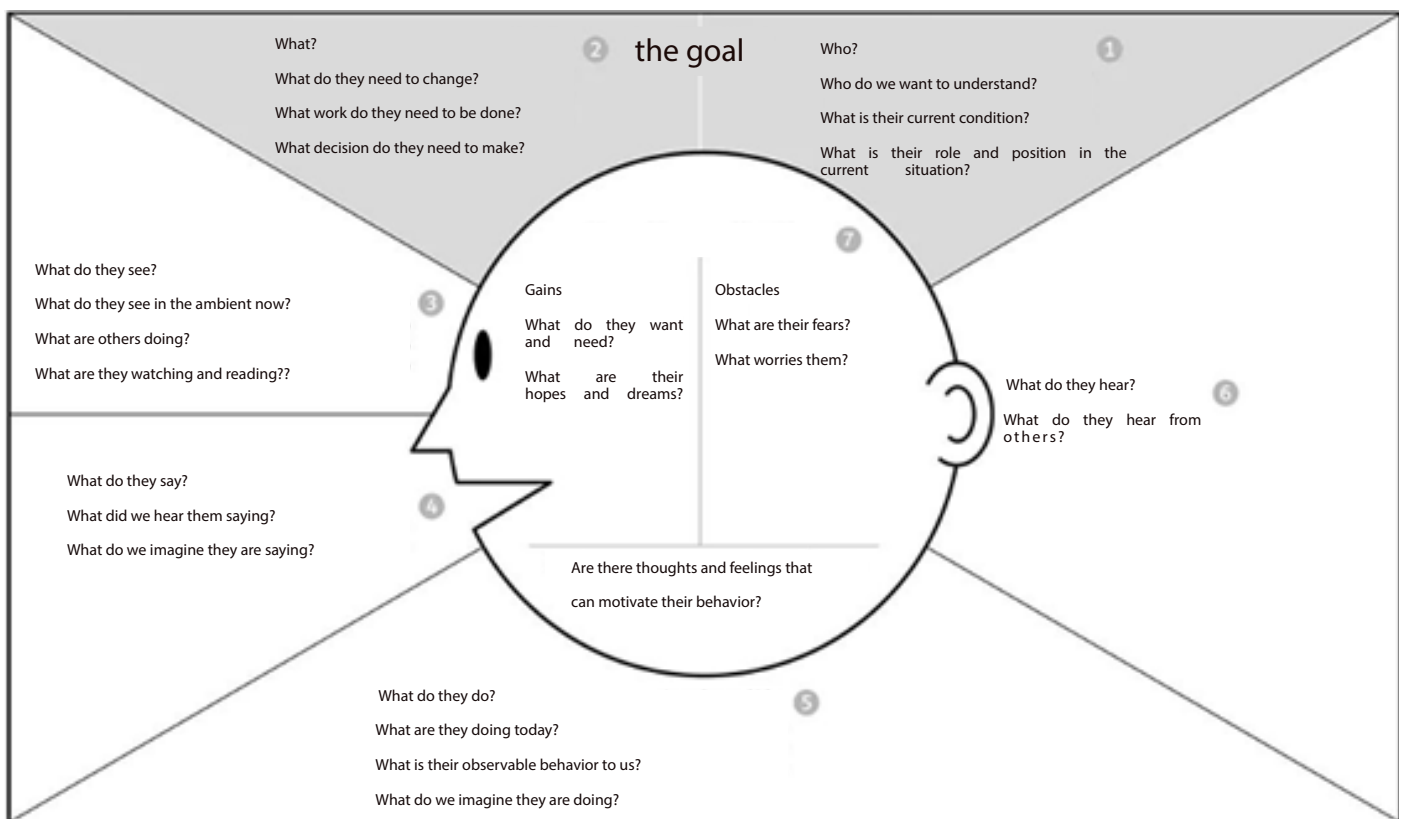 the goal
1
Who?
Who do we want to understand?
What is their current condition?
What is their role and position in the
current situation?
2
What?
What do they need to change?
What work do they need to be done?
What decision do they need to make?
3
What do they see?
What do they see in the ambient now?
What are others doing?
What are they watching and reading??
4
What do they say?
What did we hear them saying?
What do we imagine they are saying?
5
What do they do?
What are they doing today?
What is their observable behavior to us?
What do we imagine they are doing?
6
What do they hear?
What do they hear from
others?
7
Gains
What do they want
and need?
What are their
hopes and dreams?
Obstacles
What are their fears?
What worries them?
Are there thoughts and feelings that
can motivate their behavior?